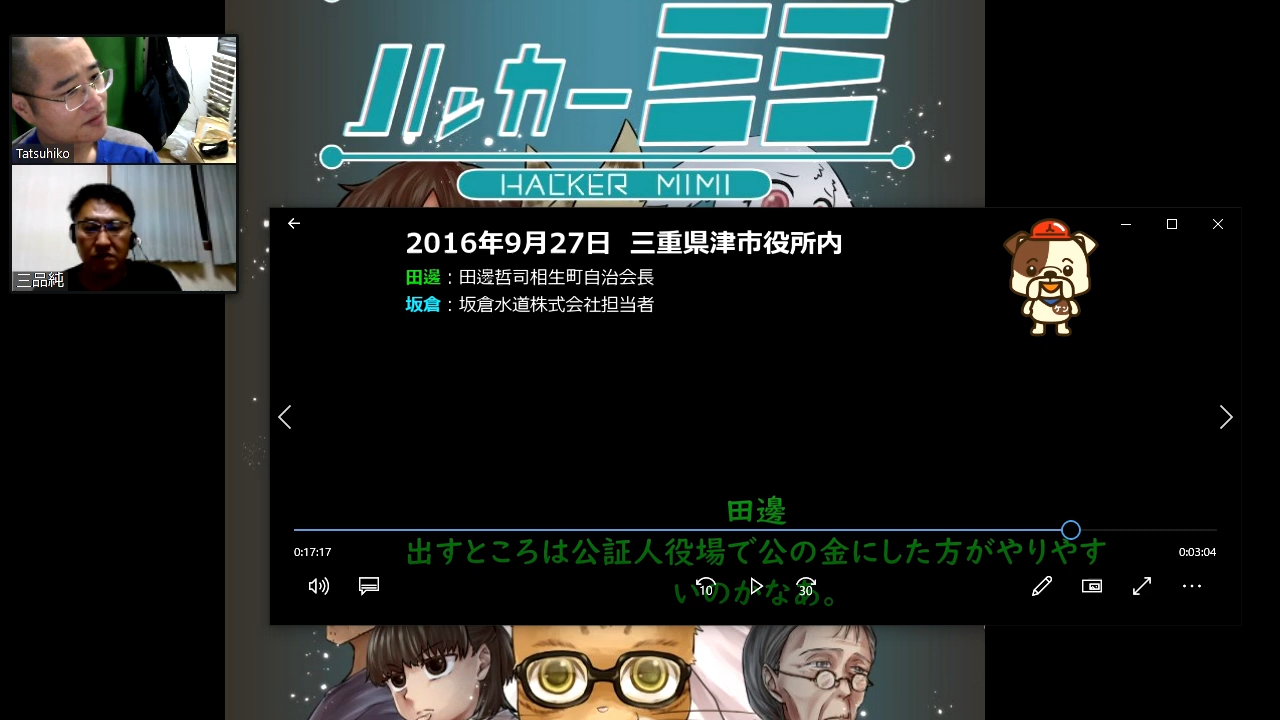 ハッカーミミ
HACKER MIMI
Tatsuhiko
三品純
2016年9月27日 三重県津市役所内
田邊：田邊哲司相生町自治会長
坂倉：坂倉水道株式会社担当者
人
ケン
田邊
0:17:17
出すところは公証人役場で公の金にした方がやりやす
0:03:04
いのかなあ。
10
30